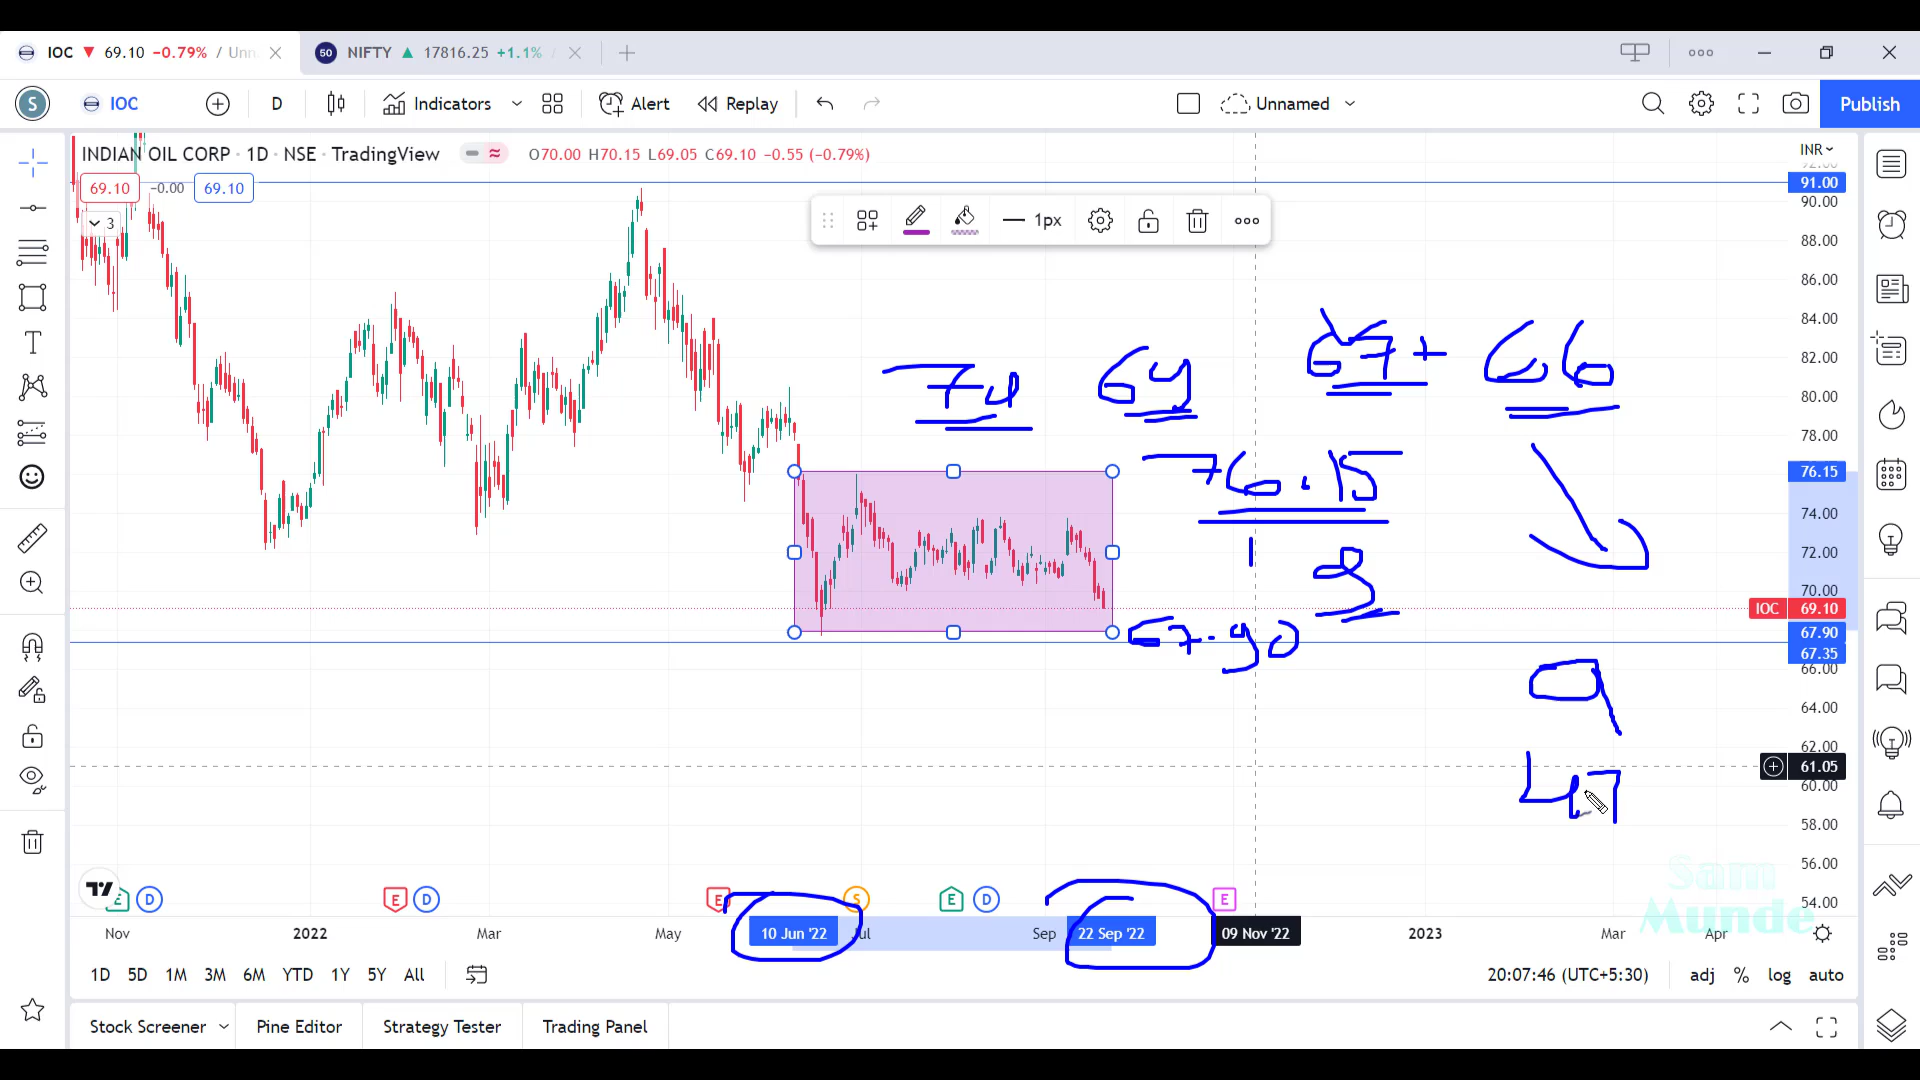 IOC 69.10 −0.79% / Unn
50 NIFTY 17816.25 +1.1% /
S IOC D Indicators Alert Replay Unnamed Publish
INDIAN OIL CORP · 1D · NSE · TradingView O70.00 H70.15 L69.05 C69.10 −0.55 (−0.79%)
INR
92.00
69.10 −0.00 69.10
91.00
90.00
3
1px
88.00
86.00
84.00
67+ 66
82.00
74 69
80.00
78.00
76.15
76.15
74.00
72.00
70.00
IOC 69.10
67.90
67.90
67.35
66.00
64.00
62.00
61.05
60.00
58.00
56.00
54.00
Sam
Munde
E D E D E S E D E
Nov 2022 Mar May 10 Jun '22 Jul Sep 22 Sep '22 09 Nov '22 2023 Mar Apr
1D 5D 1M 3M 6M YTD 1Y 5Y All 20:07:46 (UTC+5:30) adj % log auto
Stock Screener Pine Editor Strategy Tester Trading Panel